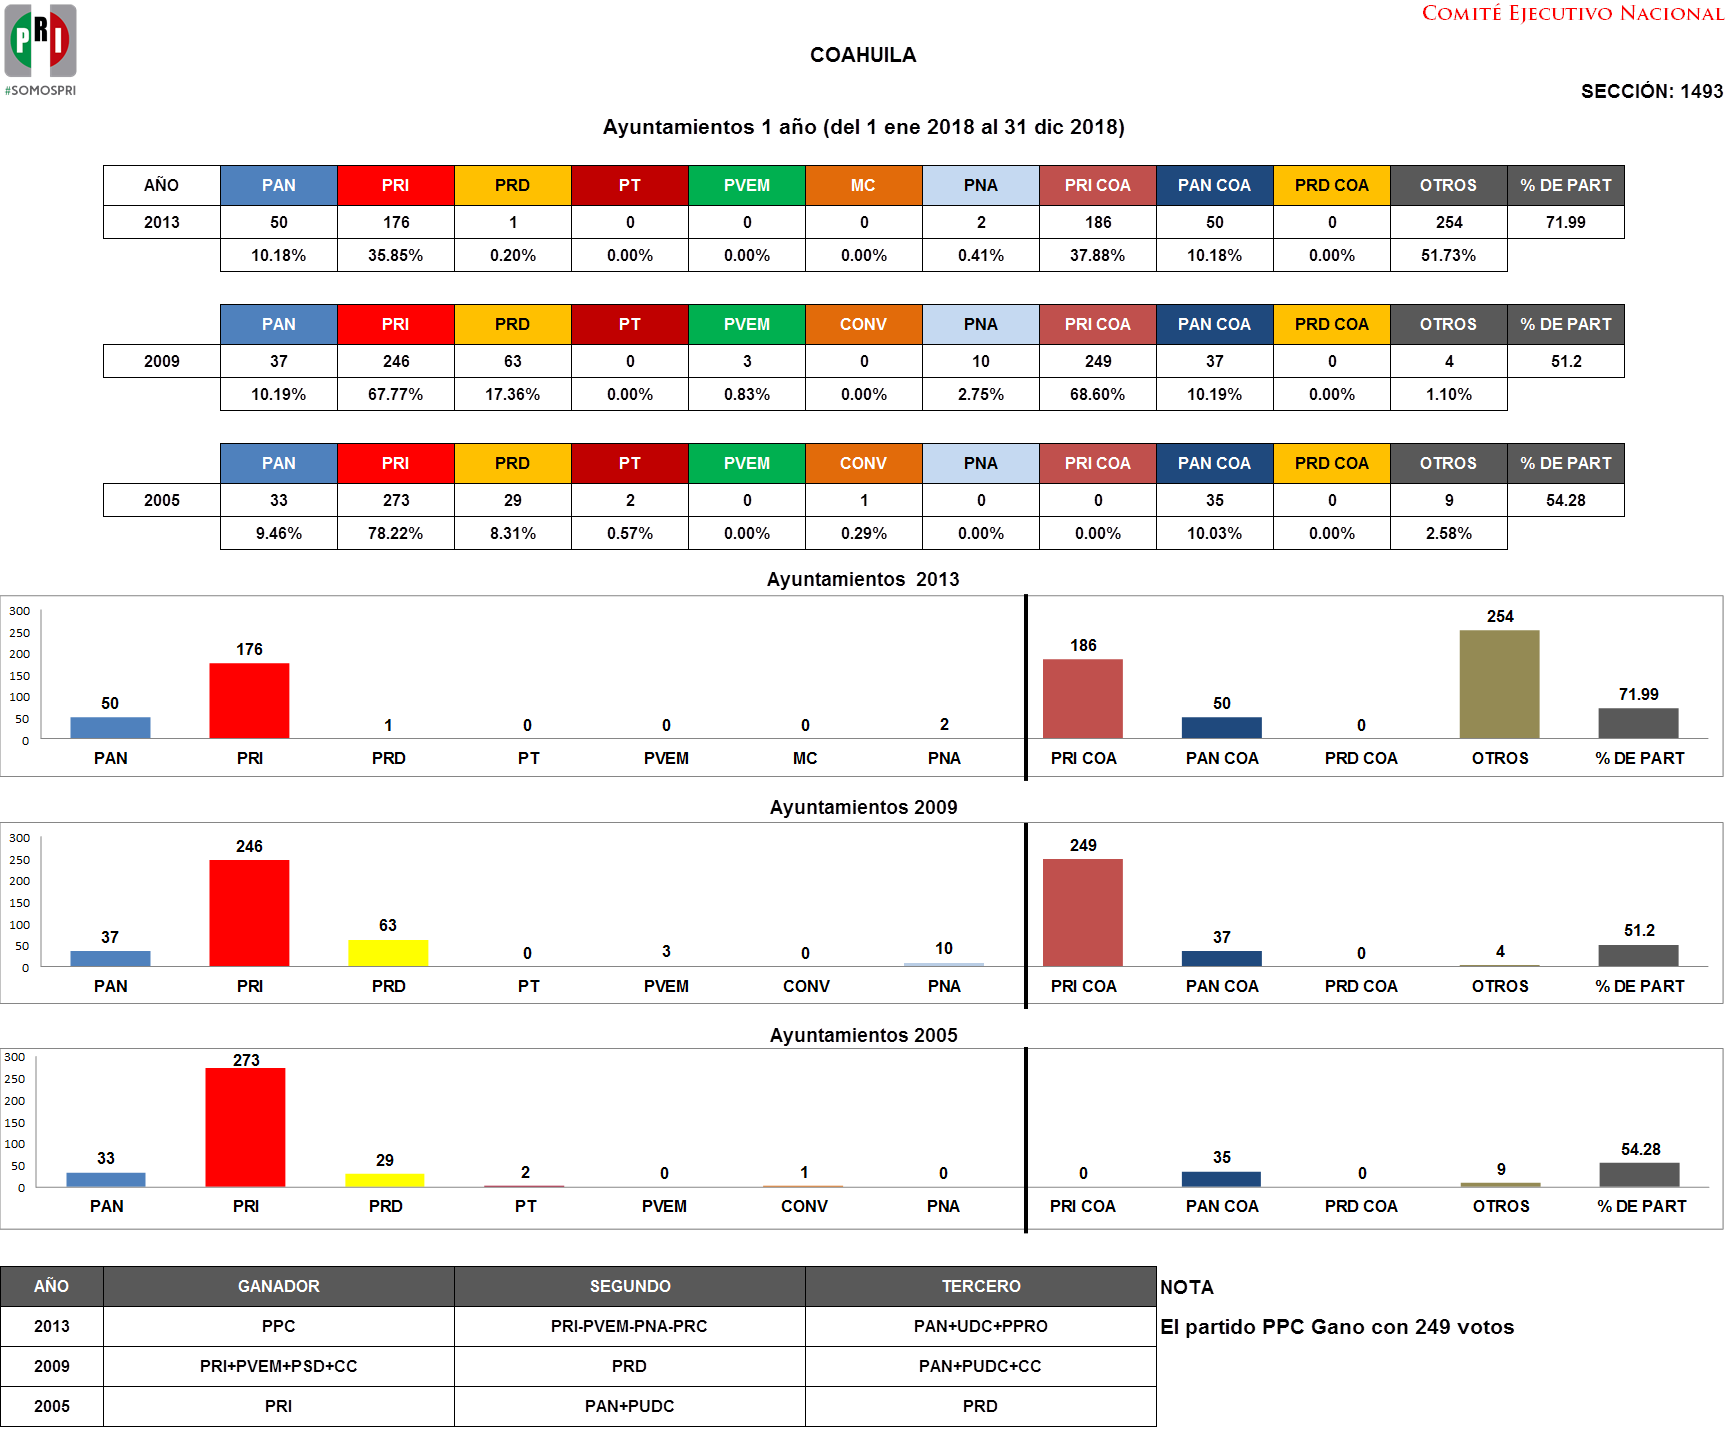 PRI
#SOMOSPRI
Comité Ejecutivo Nacional
COAHUILA
SECCIÓN: 1493
Ayuntamientos 1 año (del 1 ene 2018 al 31 dic 2018)
AÑO PAN PRI PRD PT PVEM MC PNA PRI COA PAN COA PRD COA OTROS % DE PART
2013 50 176 1 0 0 0 2 186 50 0 254 71.99
10.18% 35.85% 0.20% 0.00% 0.00% 0.00% 0.41% 37.88% 10.18% 0.00% 51.73%
PAN PRI PRD PT PVEM CONV PNA PRI COA PAN COA PRD COA OTROS % DE PART
2009 37 246 63 0 3 0 10 249 37 0 4 51.2
10.19% 67.77% 17.36% 0.00% 0.83% 0.00% 2.75% 68.60% 10.19% 0.00% 1.10%
PAN PRI PRD PT PVEM CONV PNA PRI COA PAN COA PRD COA OTROS % DE PART
2005 33 273 29 2 0 1 0 0 35 0 9 54.28
9.46% 78.22% 8.31% 0.57% 0.00% 0.29% 0.00% 0.00% 10.03% 0.00% 2.58%
Ayuntamientos 2013
300
250
200
150
100
50
0
50 176 1 0 0 0 2 186 50 0 254 71.99
PAN PRI PRD PT PVEM MC PNA PRI COA PAN COA PRD COA OTROS % DE PART
Ayuntamientos 2009
300
250
200
150
100
50
0
37 246 63 0 3 0 10 249 37 0 4 51.2
PAN PRI PRD PT PVEM CONV PNA PRI COA PAN COA PRD COA OTROS % DE PART
Ayuntamientos 2005
300
250
200
150
100
50
0
33 273 29 2 0 1 0 0 35 0 9 54.28
PAN PRI PRD PT PVEM CONV PNA PRI COA PAN COA PRD COA OTROS % DE PART
AÑO GANADOR SEGUNDO TERCERO NOTA
2013 PPC PRI-PVEM-PNA-PRC PAN+UDC+PPRO El partido PPC Gano con 249 votos
2009 PRI+PVEM+PSD+CC PRD PAN+PUDC+CC
2005 PRI PAN+PUDC PRD